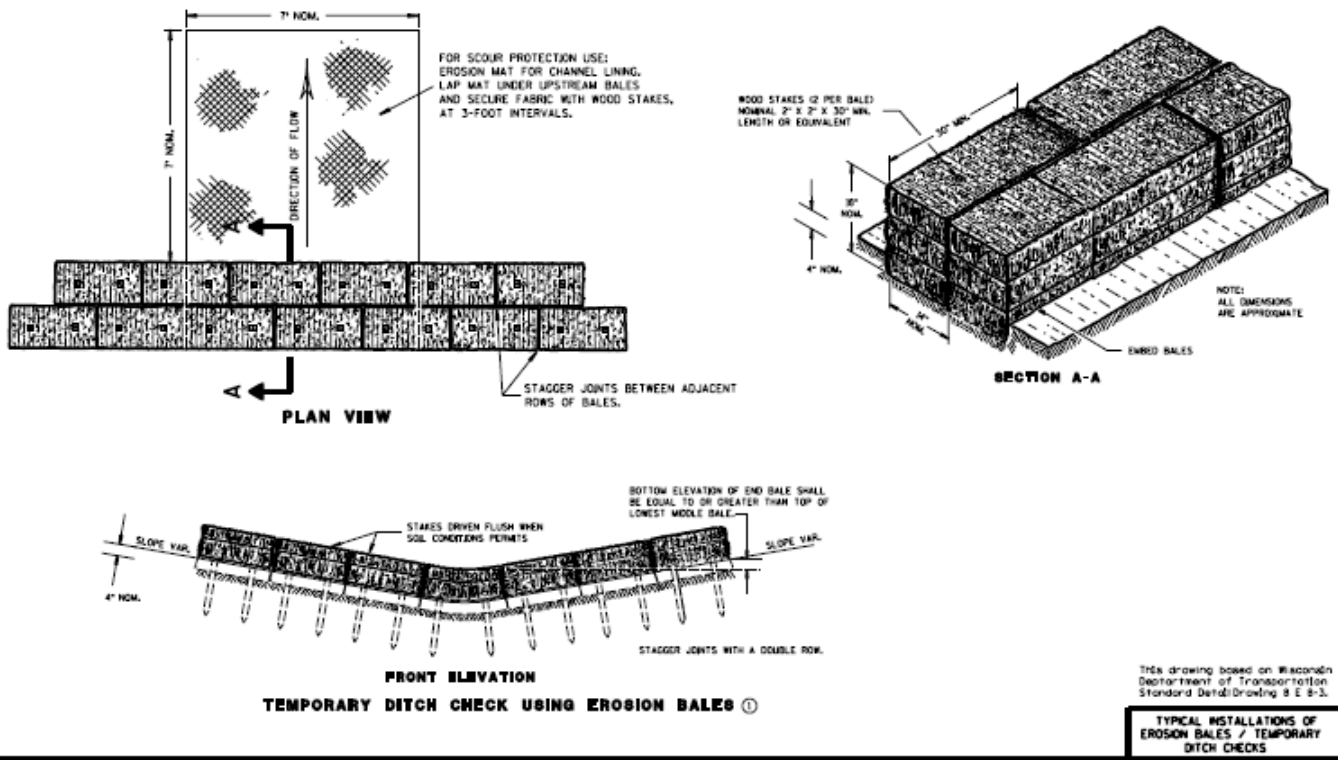 7' NOM.
7' NOM.
DIRECTION OF FLOW
FOR SCOUR PROTECTION USE:
EROSION MAT FOR CHANNEL LINING.
LAP MAT UNDER UPSTREAM BALES
AND SECURE FABRIC WITH WOOD STAKES,
AT 3-FOOT INTERVALS.
A
A
STAGGER JOINTS BETWEEN ADJACENT
ROWS OF BALES.
PLAN VIEW
WOOD STAKES (2 PER BALE)
NOMINAL 2" X 2" X 30" MIN.
LENGTH OR EQUIVALENT
30" MIN.
NOM.
4" NOM.
NOM.
NOTE:
ALL DIMENSIONS
ARE APPROXIMATE
EMBED BALES
SECTION A-A
BOTTOM ELEVATION OF END BALE SHALL
BE EQUAL TO OR GREATER THAN TOP OF
LOWEST MIDDLE BALE.
STAKES DRIVEN FLUSH WHEN
SOIL CONDITIONS PERMITS
SLOPE VAR.
SLOPE VAR.
4" NOM.
STAGGER JOINTS WITH A DOUBLE ROW.
FRONT ELEVATION
TEMPORARY DITCH CHECK USING EROSION BALES ①
This drawing based on Wisconsin
Department of Transportation
Standard Detail Drawing 8 E 8-3.
TYPICAL INSTALLATIONS OF
EROSION BALES / TEMPORARY
DITCH CHECKS